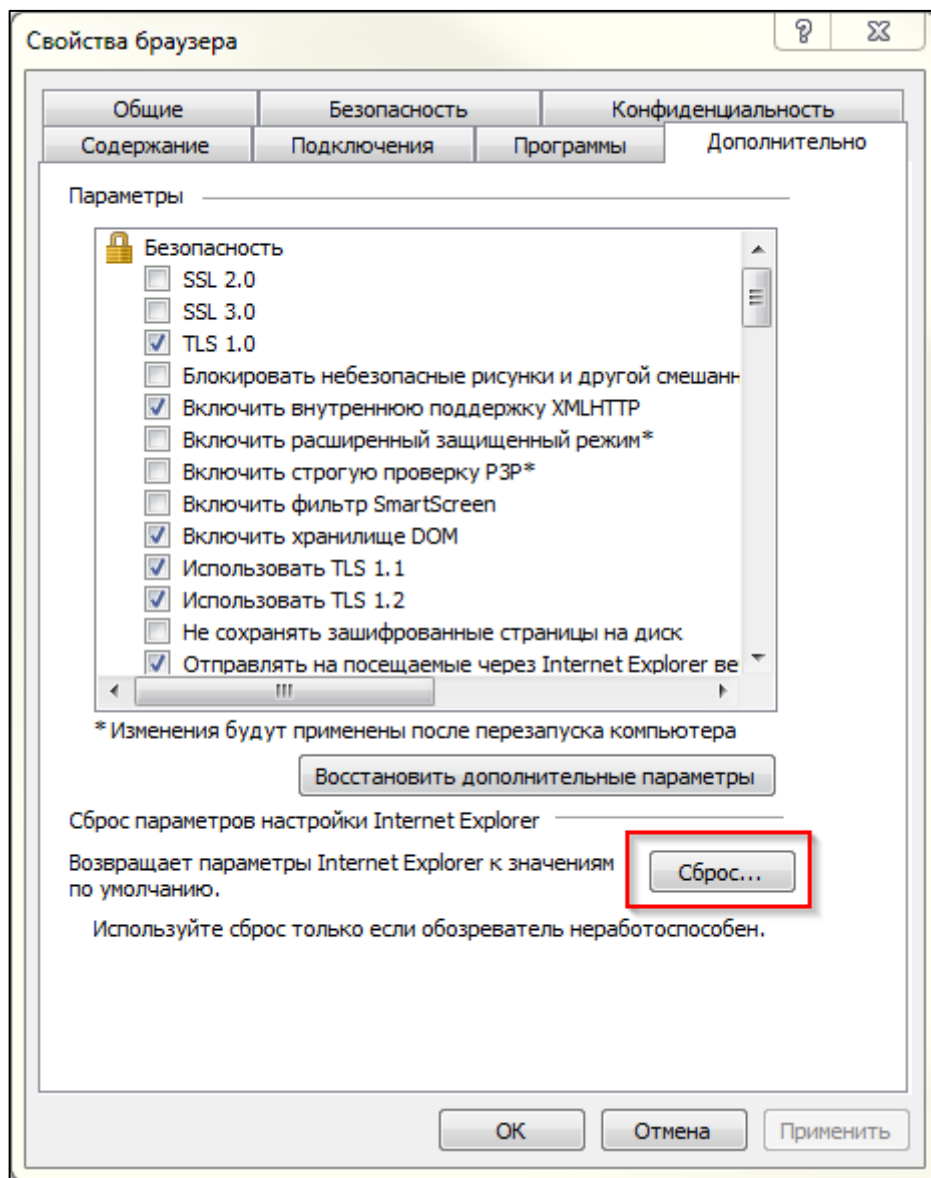 Свойства браузера
Общие Безопасность Конфиденциальность
Содержание Подключения Программы Дополнительно
Параметры
Безопасность
SSL 2.0
SSL 3.0
TLS 1.0
Блокировать небезопасные рисунки и другой смешанн
Включить внутреннюю поддержку XMLHTTP
Включить расширенный защищенный режим*
Включить строгую проверку P3P*
Включить фильтр SmartScreen
Включить хранилище DOM
Использовать TLS 1.1
Использовать TLS 1.2
Не сохранять зашифрованные страницы на диск
Отправлять на посещаемые через Internet Explorer ве
*Изменения будут применены после перезапуска компьютера
Восстановить дополнительные параметры
Сброс параметров настройки Internet Explorer
Возвращает параметры Internet Explorer к значениям
по умолчанию.
Сброс...
Используйте сброс только если обозреватель неработоспособен.
ОК Отмена Применить